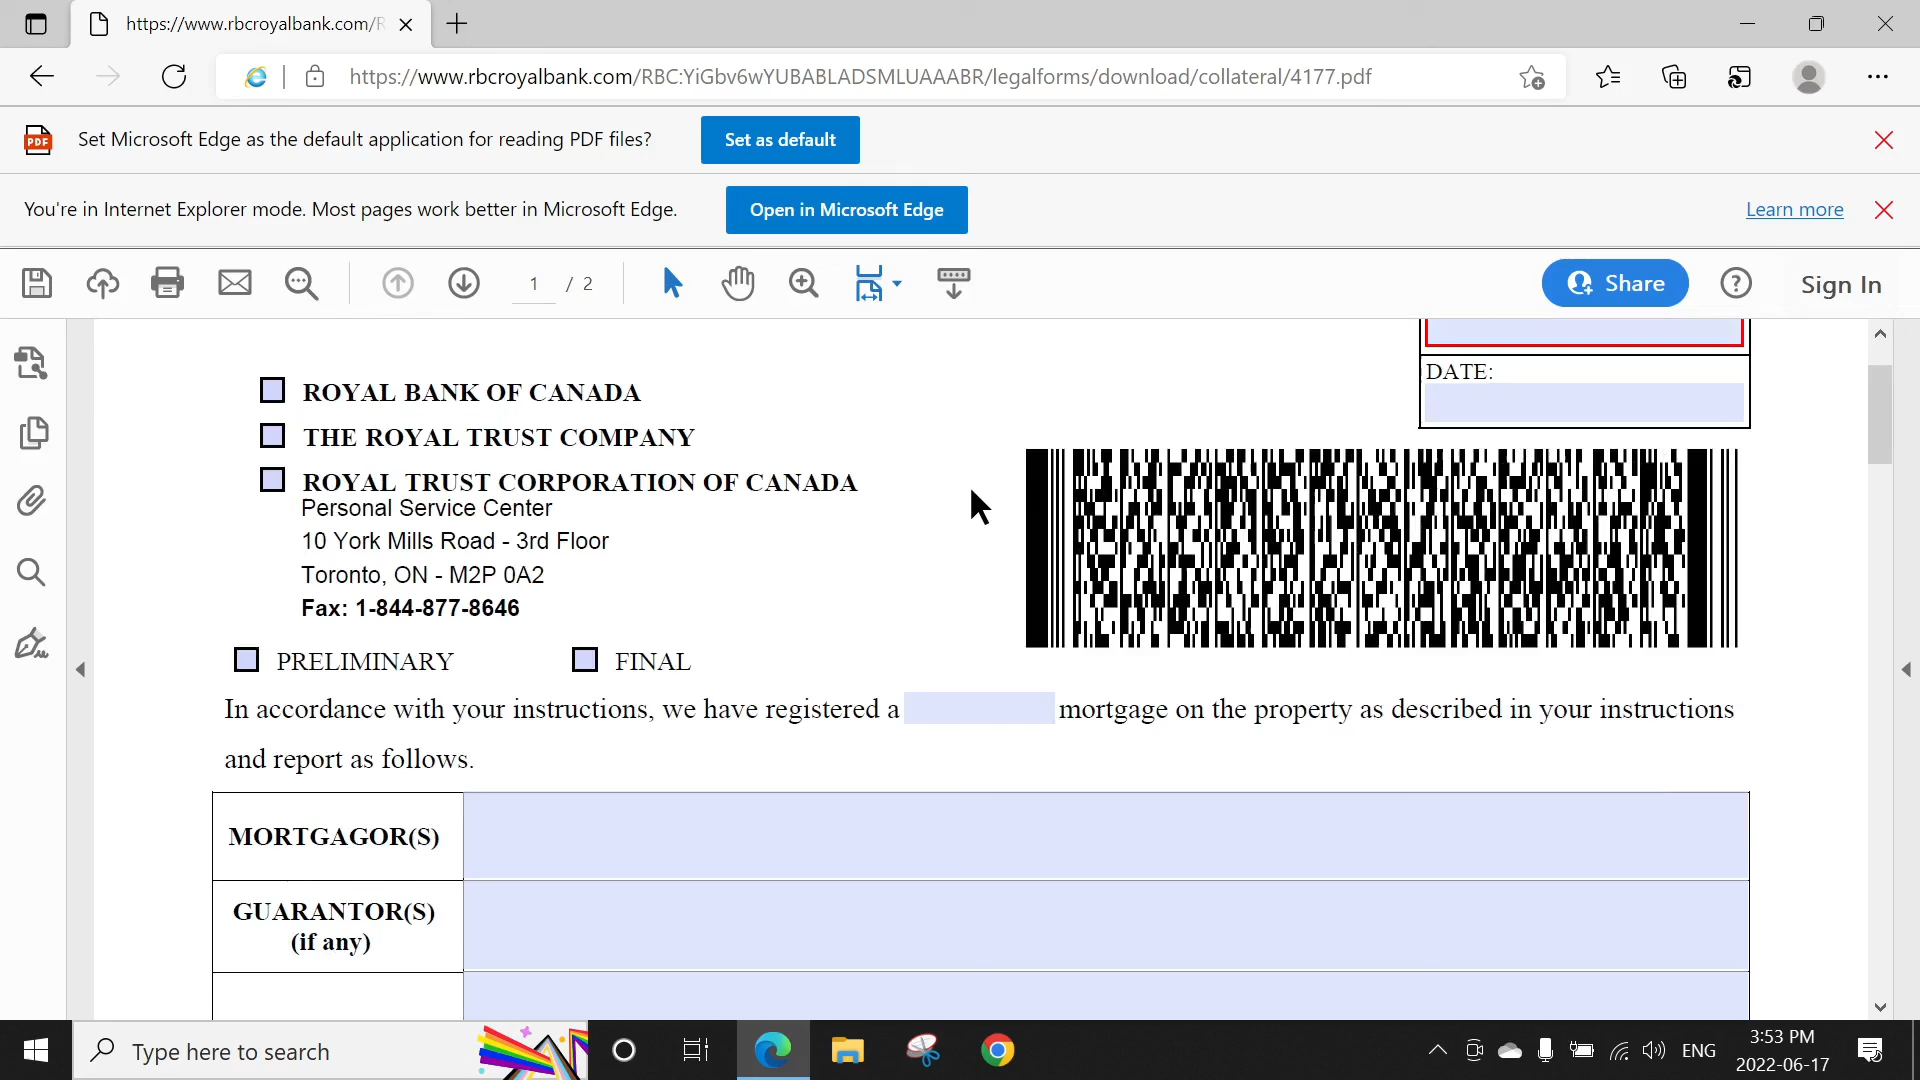 https://www.rbcroyalbank.com/R
https://www.rbcroyalbank.com/RBC:YiGbv6wYUBABLADSMLUAAABR/legalforms/download/collateral/4177.pdf
PDF
Set Microsoft Edge as the default application for reading PDF files?
Set as default
You're in Internet Explorer mode. Most pages work better in Microsoft Edge.
Open in Microsoft Edge
Learn more
1 / 2
Share
Sign In
DATE:
ROYAL BANK OF CANADA
THE ROYAL TRUST COMPANY
ROYAL TRUST CORPORATION OF CANADA
Personal Service Center
10 York Mills Road - 3rd Floor
Toronto, ON - M2P 0A2
Fax: 1-844-877-8646
PRELIMINARY
FINAL
In accordance with your instructions, we have registered a mortgage on the property as described in your instructions
and report as follows.
MORTGAGOR(S)
GUARANTOR(S)
(if any)
Type here to search
ENG
3:53 PM
2022-06-17